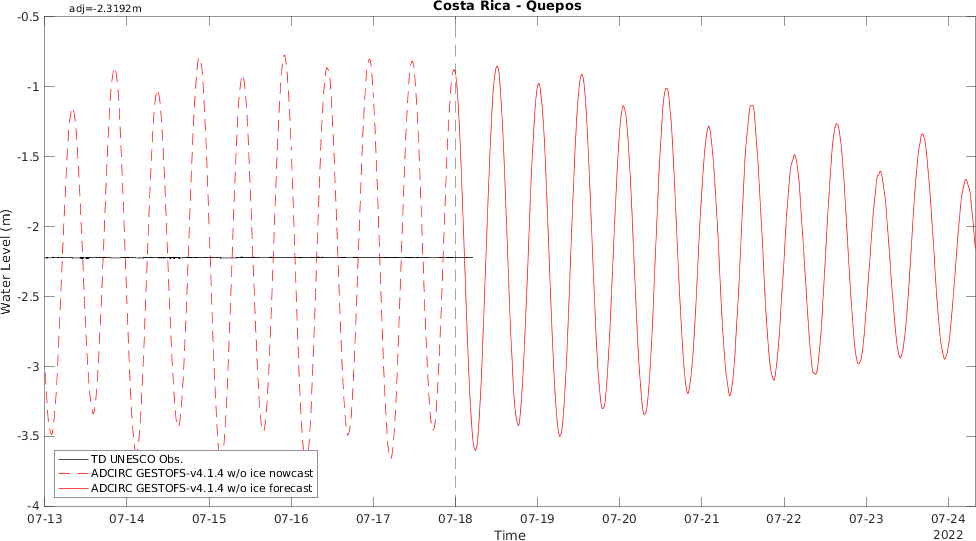 Costa Rica - Quepos
adj=-2.3192m
-0.5
-1
-1.5
-2
-2.5
-3
-3.5
-4
Water Level (m)
TD UNESCO Obs.
ADCIRC GESTOFS-v4.1.4 w/o ice nowcast
ADCIRC GESTOFS-v4.1.4 w/o ice forecast
07-13 07-14 07-15 07-16 07-17 07-18 07-19 07-20 07-21 07-22 07-23 07-24
Time
2022